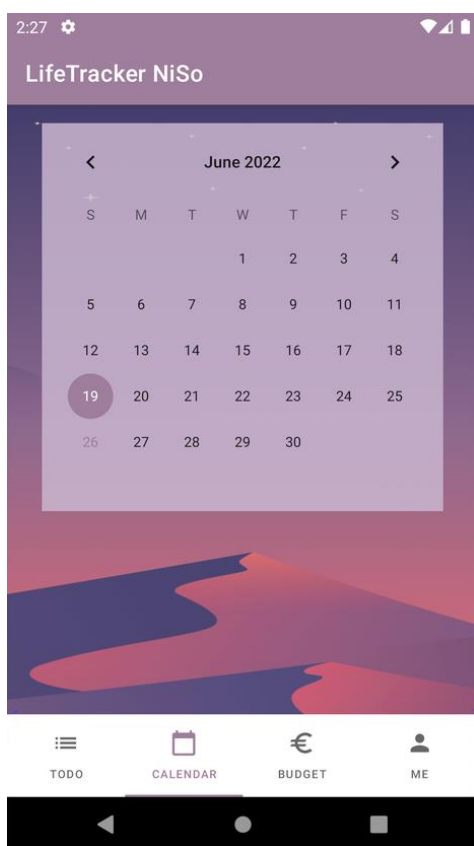 2:27
LifeTracker NiSo
June 2022
S M T W T F S
1 2 3 4
5 6 7 8 9 10 11
12 13 14 15 16 17 18
19 20 21 22 23 24 25
26 27 28 29 30
TODO CALENDAR BUDGET ME